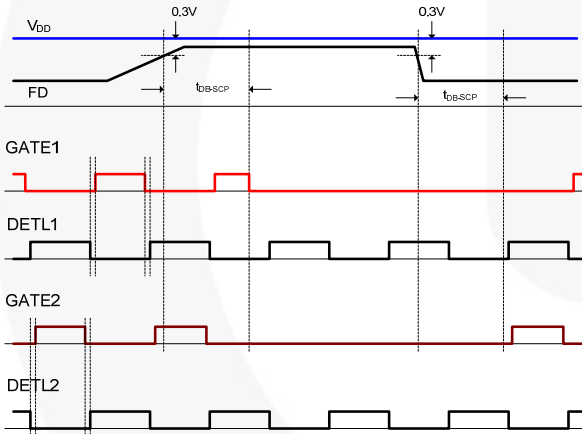 0.3V
0.3V
VDD
FD
tDB-SCP
tDB-SCP
GATE1
DETL1
GATE2
DETL2